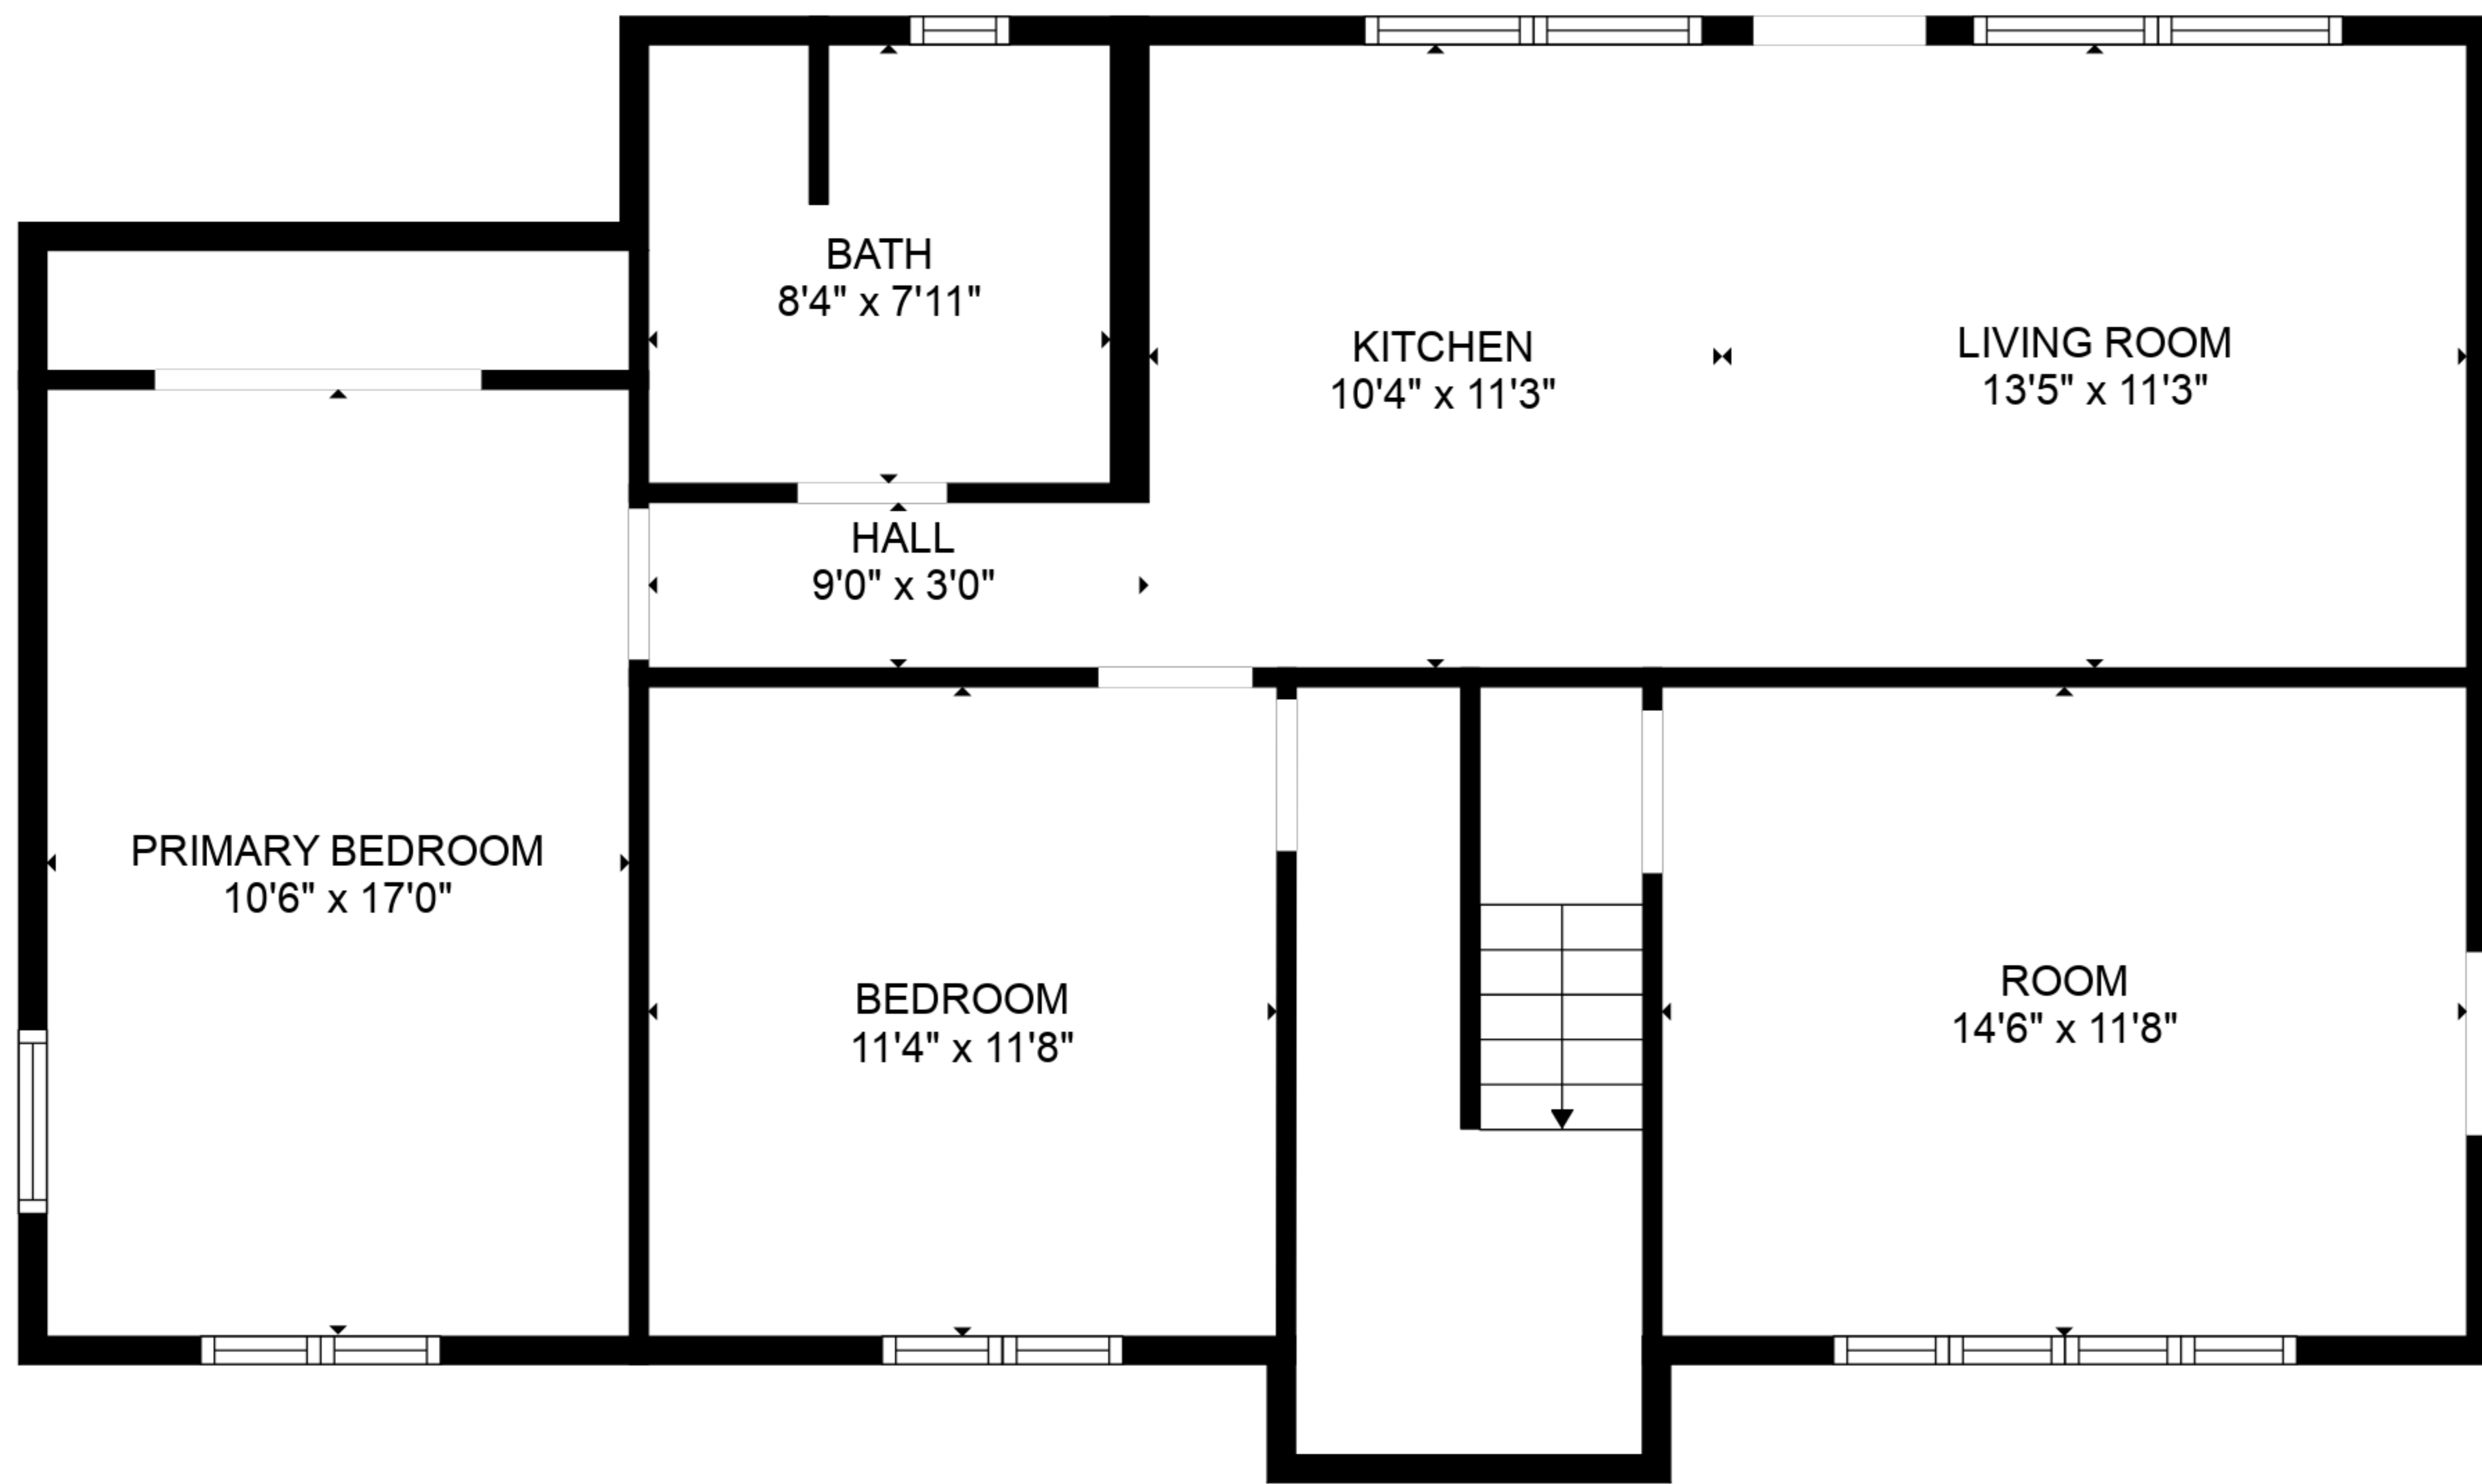 BATH
8'4" x 7'11"
KITCHEN
10'4" x 11'3"
LIVING ROOM
13'5" x 11'3"
HALL
9'0" x 3'0"
PRIMARY BEDROOM
10'6" x 17'0"
BEDROOM
11'4" x 11'8"
ROOM
14'6" x 11'8"